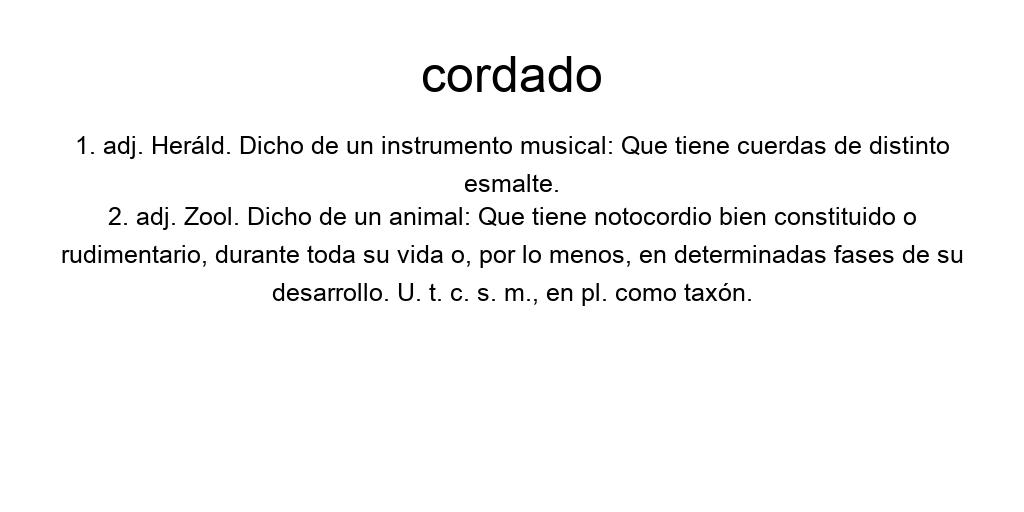 cordado
1. adj. Heráld. Dicho de un instrumento musical: Que tiene cuerdas de distinto
esmalte.
2. adj. Zool. Dicho de un animal: Que tiene notocordio bien constituido o
rudimentario, durante toda su vida o, por lo menos, en determinadas fases de su
desarrollo. U. t. c. s. m., en pl. como taxón.